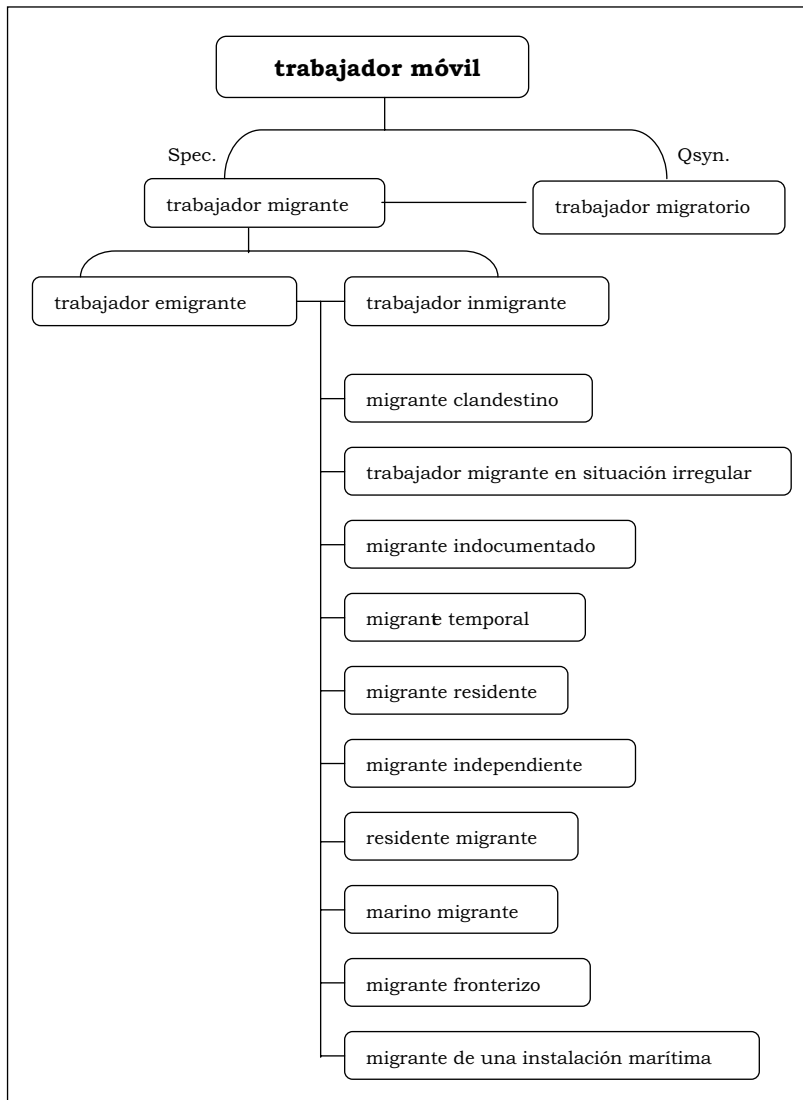 trabajador móvil
Spec.
Qsyn.
trabajador migrante
trabajador migratorio
trabajador emigrante
trabajador inmigrante
migrante clandestino
trabajador migrante en situación irregular
migrante indocumentado
migrante temporal
migrante residente
migrante independiente
residente migrante
marino migrante
migrante fronterizo
migrante de una instalación marítima